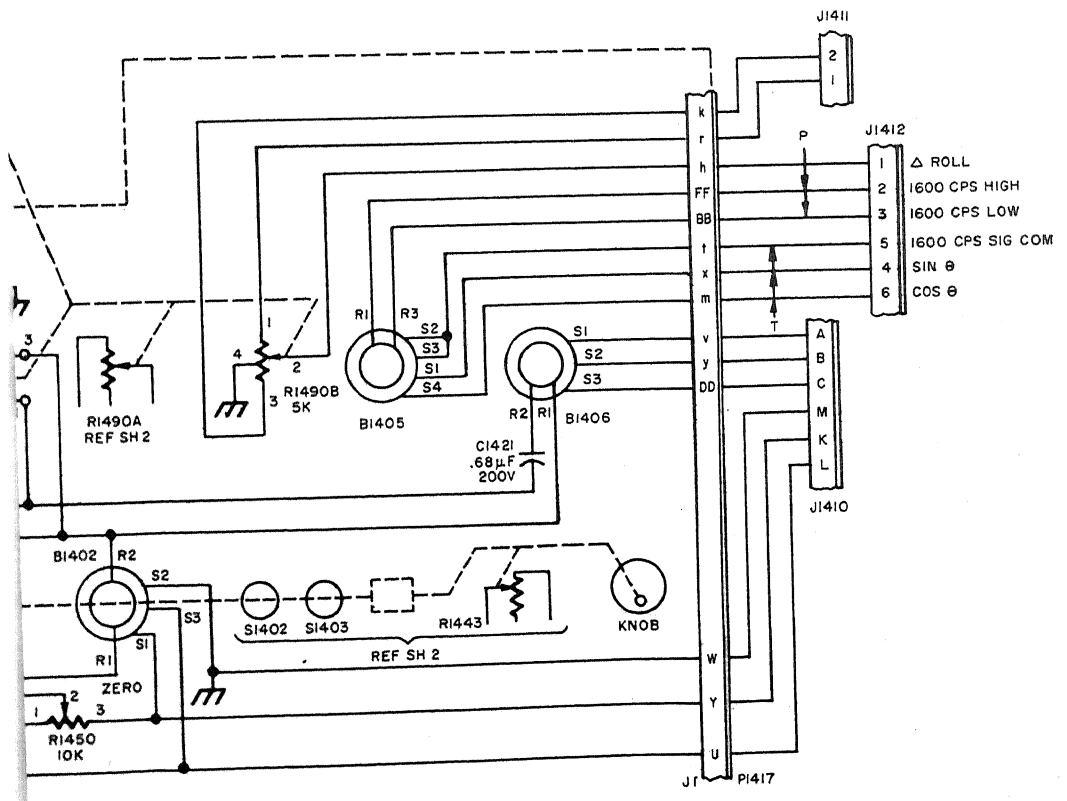 J1411
2
1
k
r
h
FF
BB
t
x
m
v
y
DD
W
Y
U
P
J1412
1 Δ ROLL
2 1600 CPS HIGH
3 1600 CPS LOW
5 1600 CPS SIG COM
4 SIN θ
6 COS θ
T
A
B
C
M
K
L
J1410
3
R1490A
REF SH 2
1
4
2
3
R1490B
5K
R1
R3
S2
S3
S1
S4
B1405
S1
S2
S3
R2
R1
B1406
C1421
.68μF
200V
B1402
R2
S2
S3
S1
R1
ZERO
S1402
S1403
R1443
REF SH 2
KNOB
1
2
3
R1450
10K
P1417